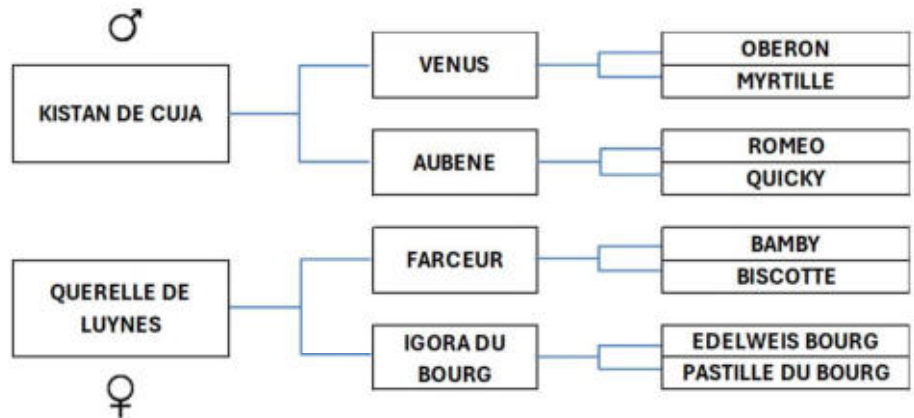 VENUS
OBERON
MYRTILLE
KISTAN DE CUJA
AUBENE
ROMEO
QUICKY
FARCEUR
BAMBY
BISCOTTE
QUERELLE DE
LUYNES
IGORA DU
BOURG
EDELWEIS BOURG
PASTILLE DU BOURG